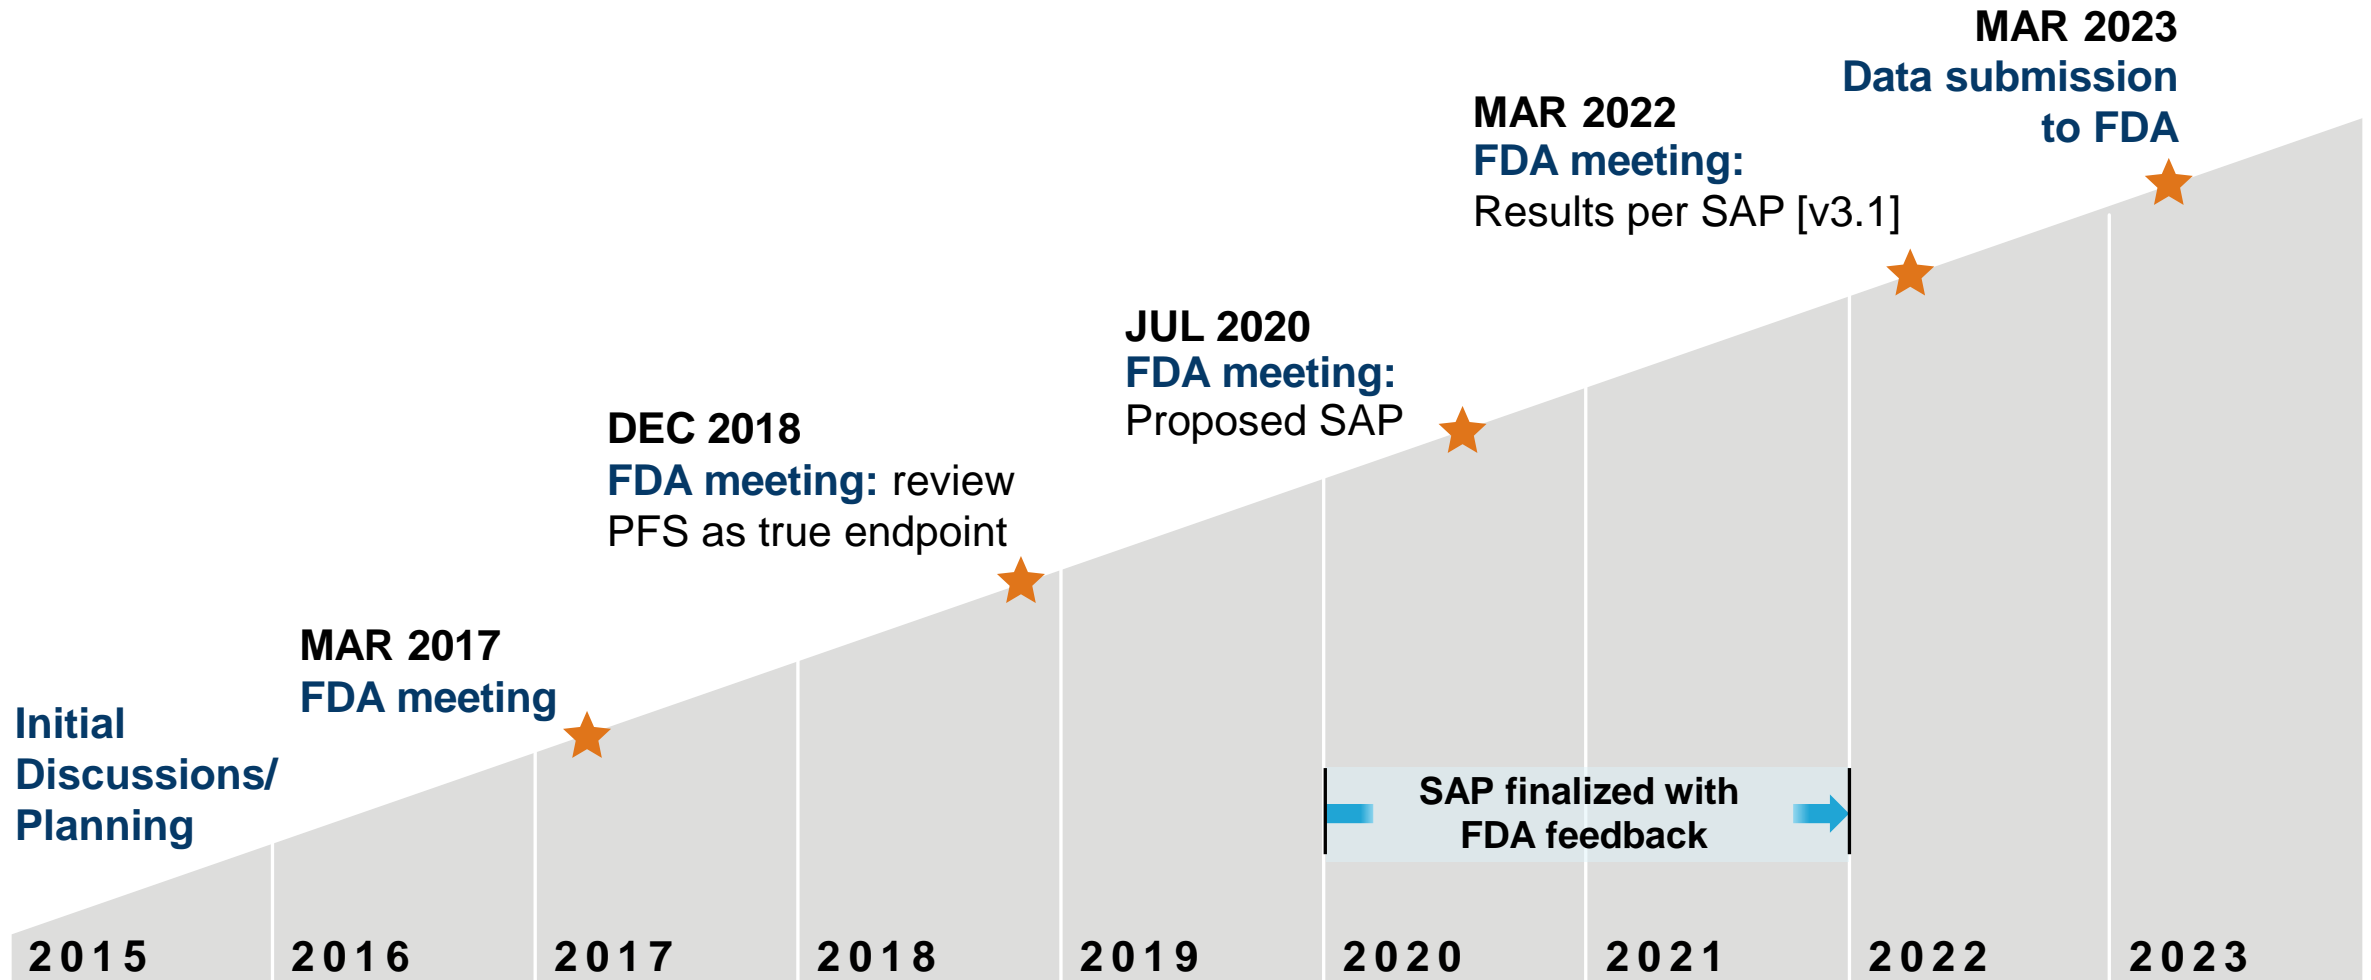 Initial
Discussions/
Planning
MAR 2017
FDA meeting
DEC 2018
FDA meeting: review
PFS as true endpoint
JUL 2020
FDA meeting:
Proposed SAP
MAR 2022
FDA meeting:
Results per SAP [v3.1]
MAR 2023
Data submission
to FDA
SAP finalized with
FDA feedback
2015 2016 2017 2018 2019 2020 2021 2022 2023